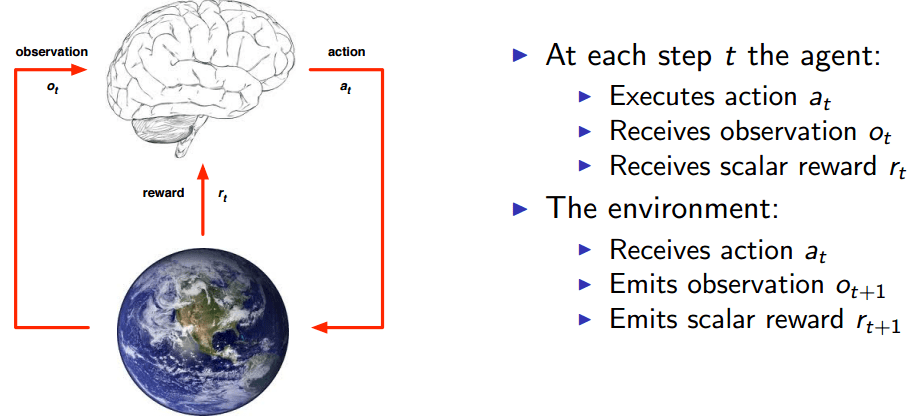 observation
o_t
action
a_t
reward
r_t
▶ At each step t the agent:
▶ Executes action a_t
▶ Receives observation o_t
▶ Receives scalar reward r_t
▶ The environment:
▶ Receives action a_t
▶ Emits observation o_{t+1}
▶ Emits scalar reward r_{t+1}